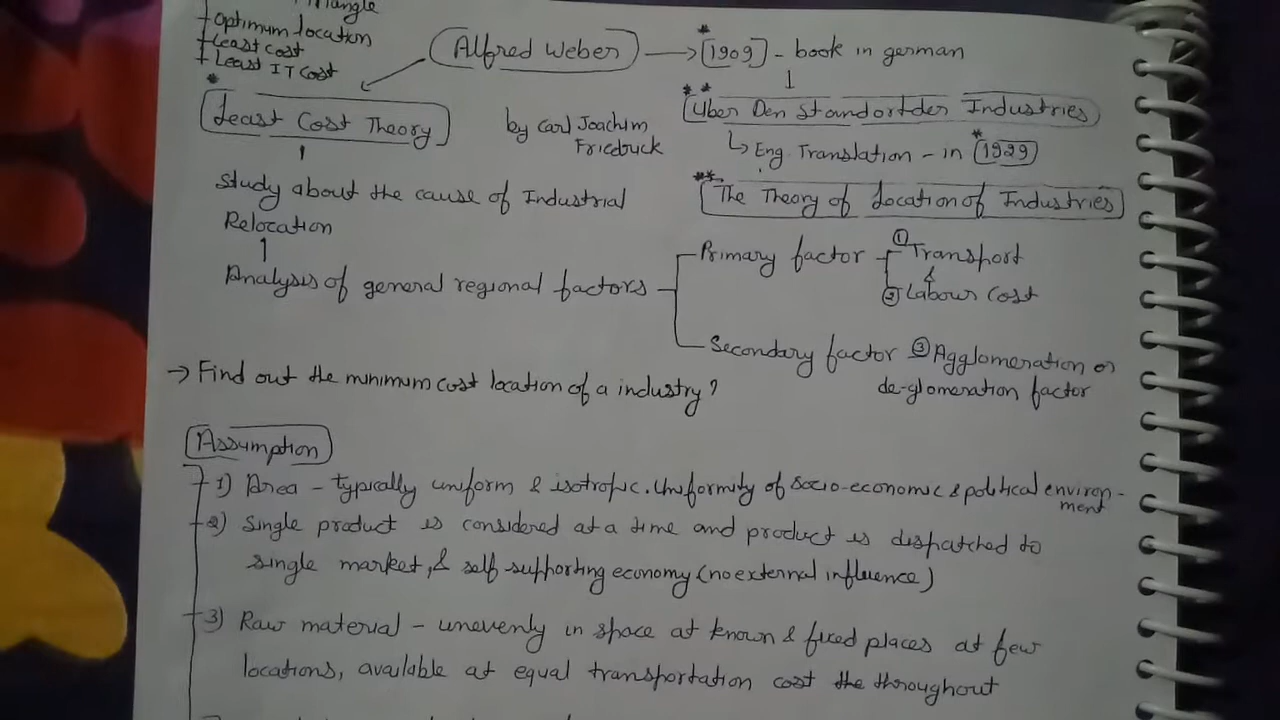 Triangle
Optimum location
Least cost
Least IT Cost
Alfred Weber → * [1909] - book in german
* Least Cost Theory
by Carl Joachim
Friedrick
** Uber Den Standortder Industries
Eng. Translation - in * 1929
** The Theory of Location of Industries
Study about the cause of Industrial
Relocation
Analysis of general regional factors
Primary factor ① Transport
&
② Labour Cost
Secondary factor ③ Agglomeration or
de-glomeration factor
→ Find out the minimum cost location of a industry?
Assumption
1) Area - typically uniform & isotropic. Uniformity of socio-economic & political environ-
ment
2) Single product is considered at a time and product is dispatched to
single market, & self-supporting economy (no external influence)
3) Raw material - unevenly in space at known & fixed places at few
locations, available at equal transportation cost the throughout